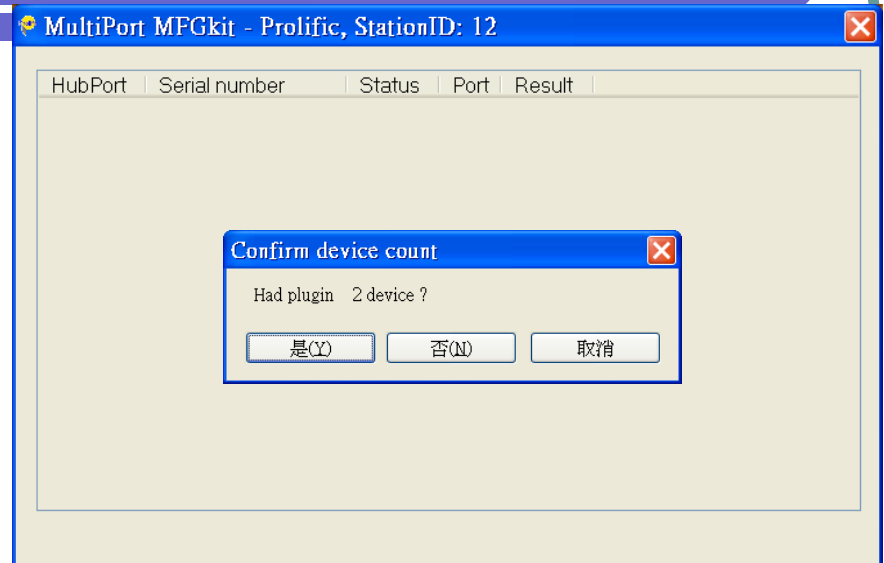 MultiPort MFGkit - Prolific, StationID: 12
HubPort Serial number Status Port Result
Confirm device count
Had plugin 2 device ?
是(Y) 否(N) 取消